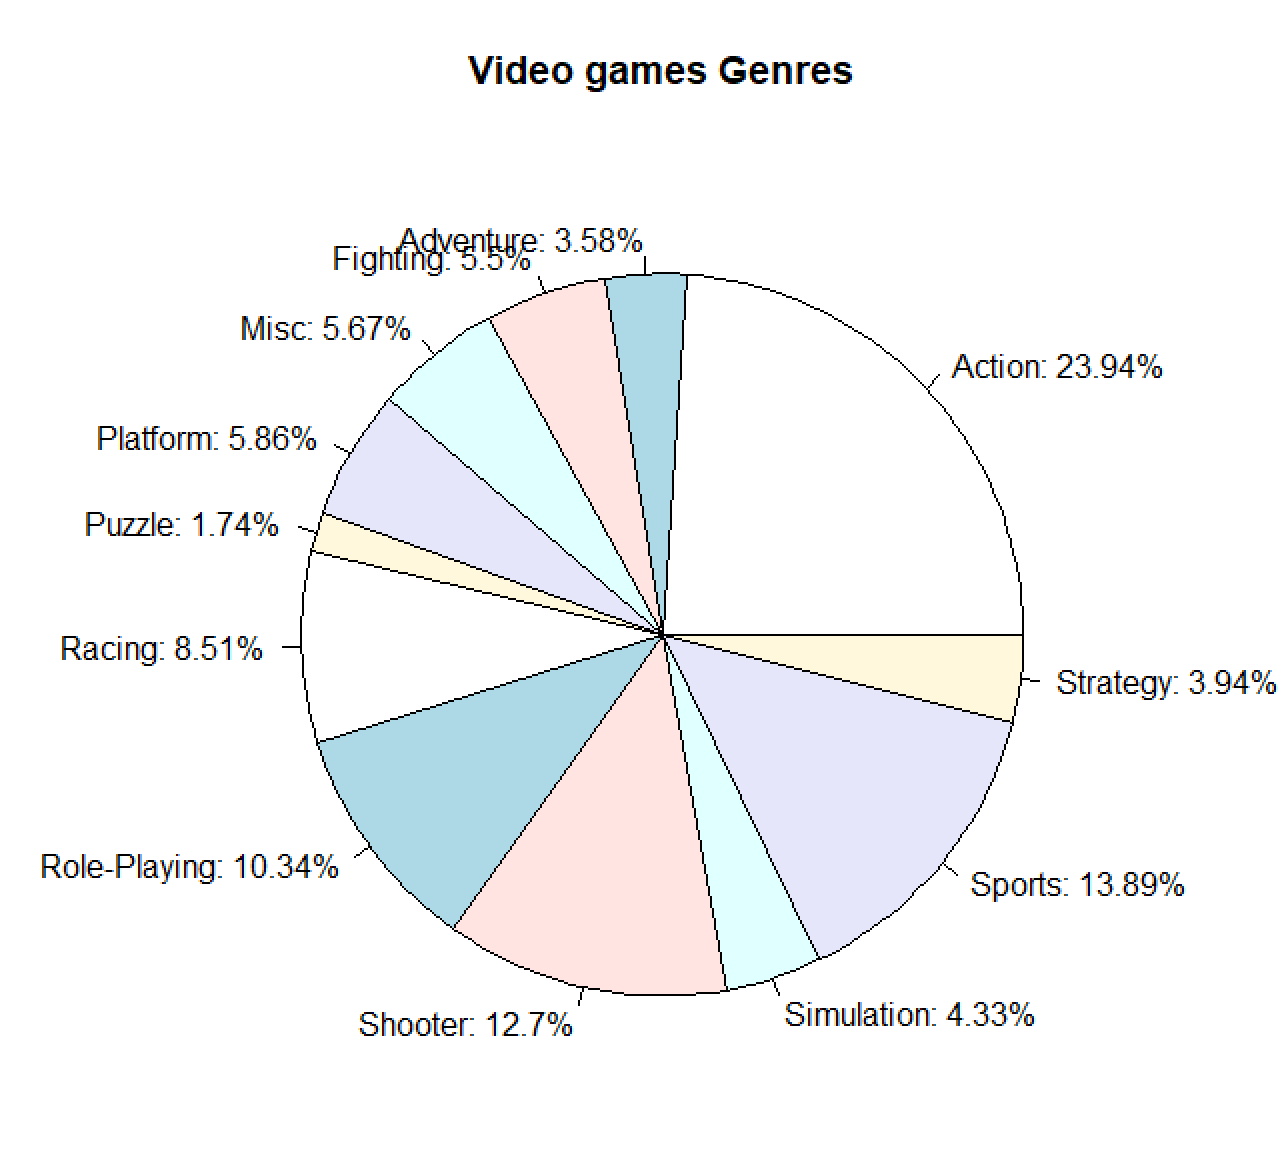 Video games Genres
Adventure: 3.58%
Fighting: 5.5%
Misc: 5.67%
Action: 23.94%
Platform: 5.86%
Puzzle: 1.74%
Racing: 8.51%
Strategy: 3.94%
Role-Playing: 10.34%
Sports: 13.89%
Simulation: 4.33%
Shooter: 12.7%